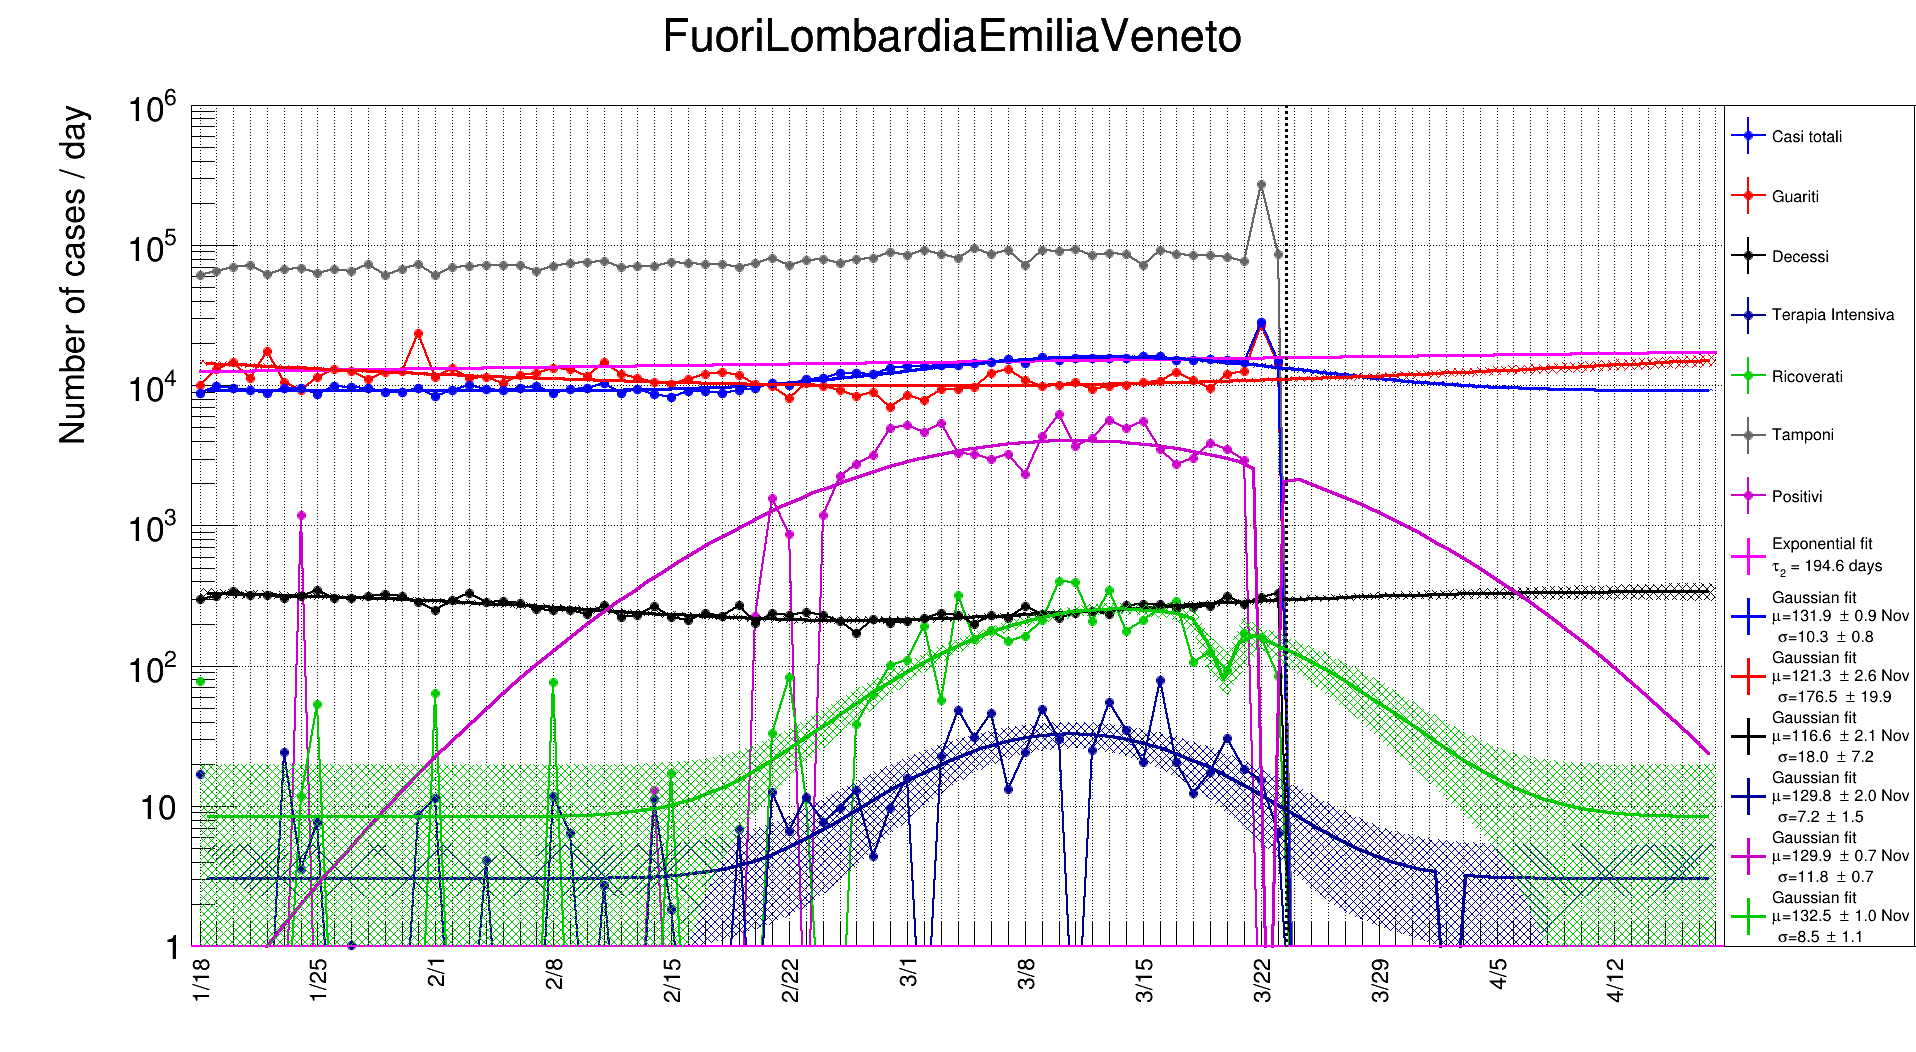 FuoriLombardiaEmiliaVeneto
Number of cases / day
10^6
10^5
10^4
10^3
10^2
10
1
1/18
1/25
2/1
2/8
2/15
2/22
3/1
3/8
3/15
3/22
3/29
4/5
4/12
Casi totali
Guariti
Decessi
Terapia Intensiva
Ricoverati
Tamponi
Positivi
Exponential fit
τ_2 = 194.6 days
Gaussian fit
μ=131.9 ± 0.9 Nov
σ=10.3 ± 0.8
Gaussian fit
μ=121.3 ± 2.6 Nov
σ=176.5 ± 19.9
Gaussian fit
μ=116.6 ± 2.1 Nov
σ=18.0 ± 7.2
Gaussian fit
μ=129.8 ± 2.0 Nov
σ=7.2 ± 1.5
Gaussian fit
μ=129.9 ± 0.7 Nov
σ=11.8 ± 0.7
Gaussian fit
μ=132.5 ± 1.0 Nov
σ=8.5 ± 1.1